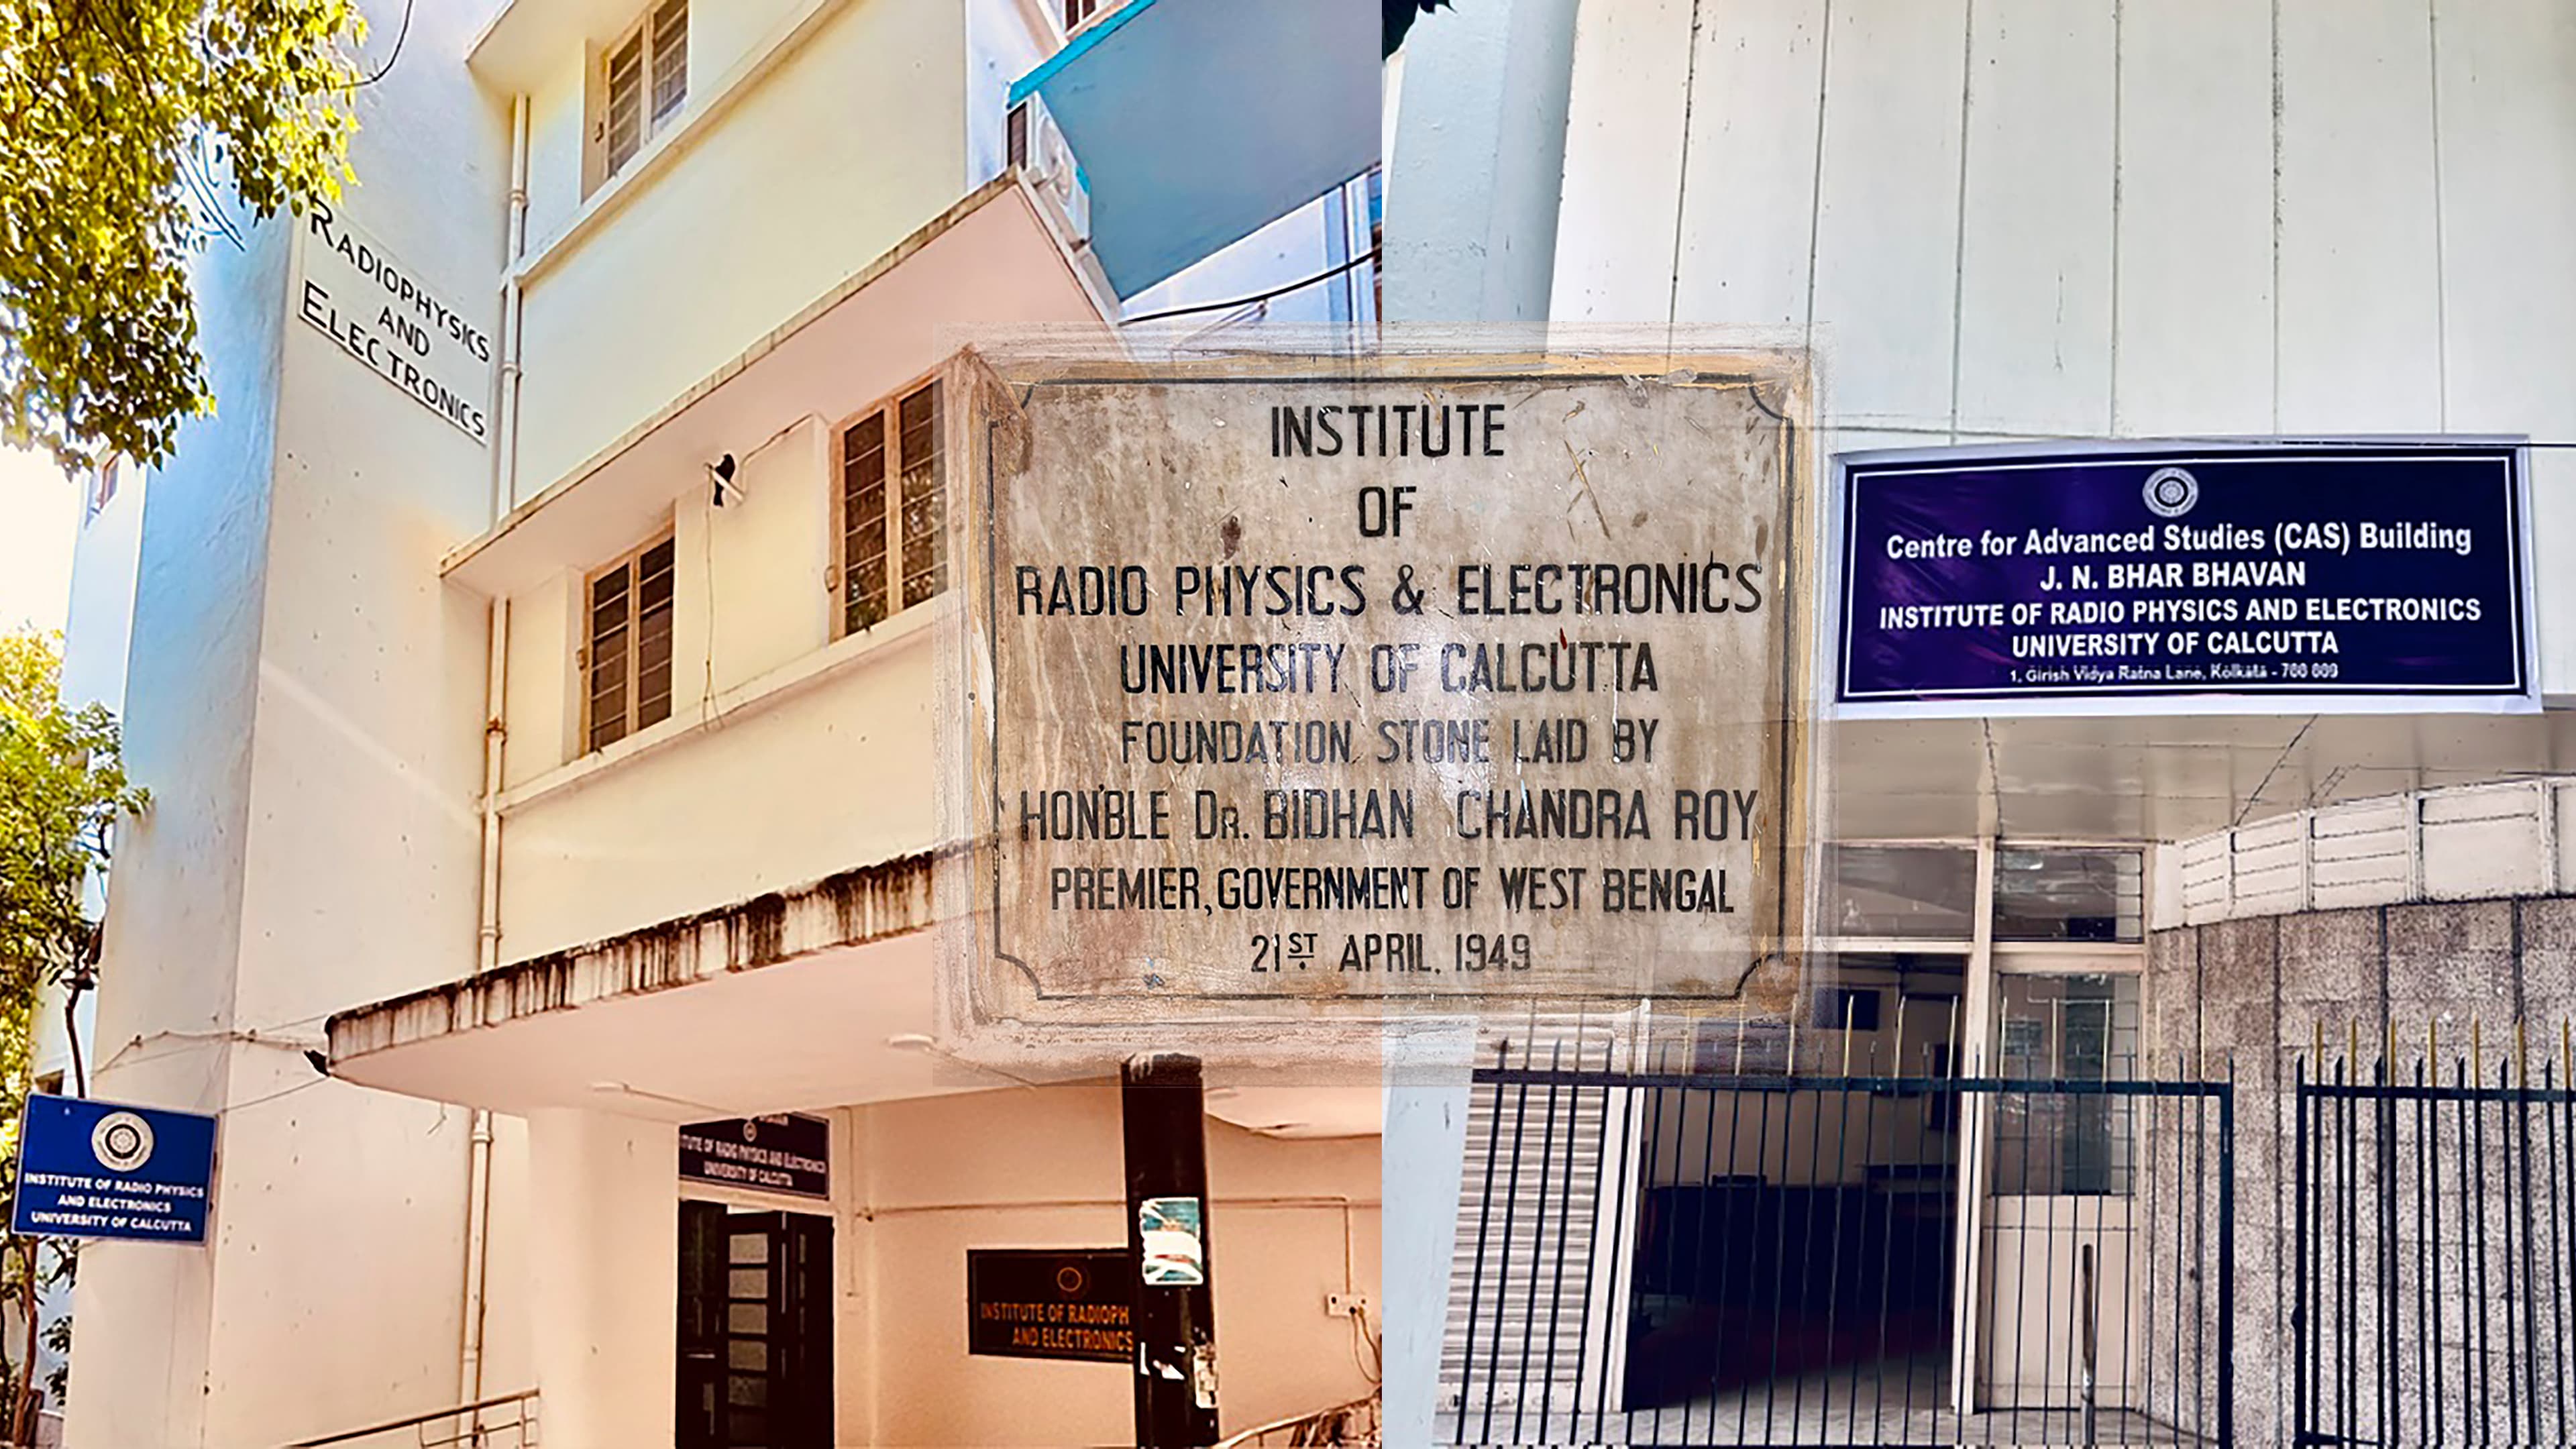 RADIOPHYSICS
AND
ELECTRONICS
INSTITUTE
OF
RADIO PHYSICS & ELECTRONICS
UNIVERSITY OF CALCUTTA
FOUNDATION STONE LAID BY
HON'BLE DR. BIDHAN CHANDRA ROY
PREMIER, GOVERNMENT OF WEST BENGAL
21ST APRIL, 1949
Centre for Advanced Studies (CAS) Building
J. N. BHAR BHAVAN
INSTITUTE OF RADIO PHYSICS AND ELECTRONICS
UNIVERSITY OF CALCUTTA
1, Girish Vidya Ratna Lane, Kolkata - 700 009
INSTITUTE OF RADIO PHYSICS
AND ELECTRONICS
UNIVERSITY OF CALCUTTA
TUTE OF RADIO PHYSICS AND ELECTRONICS
UNIVERSITY OF CALCUTTA
INSTITUTE OF RADIOPH
AND ELECTRONICS